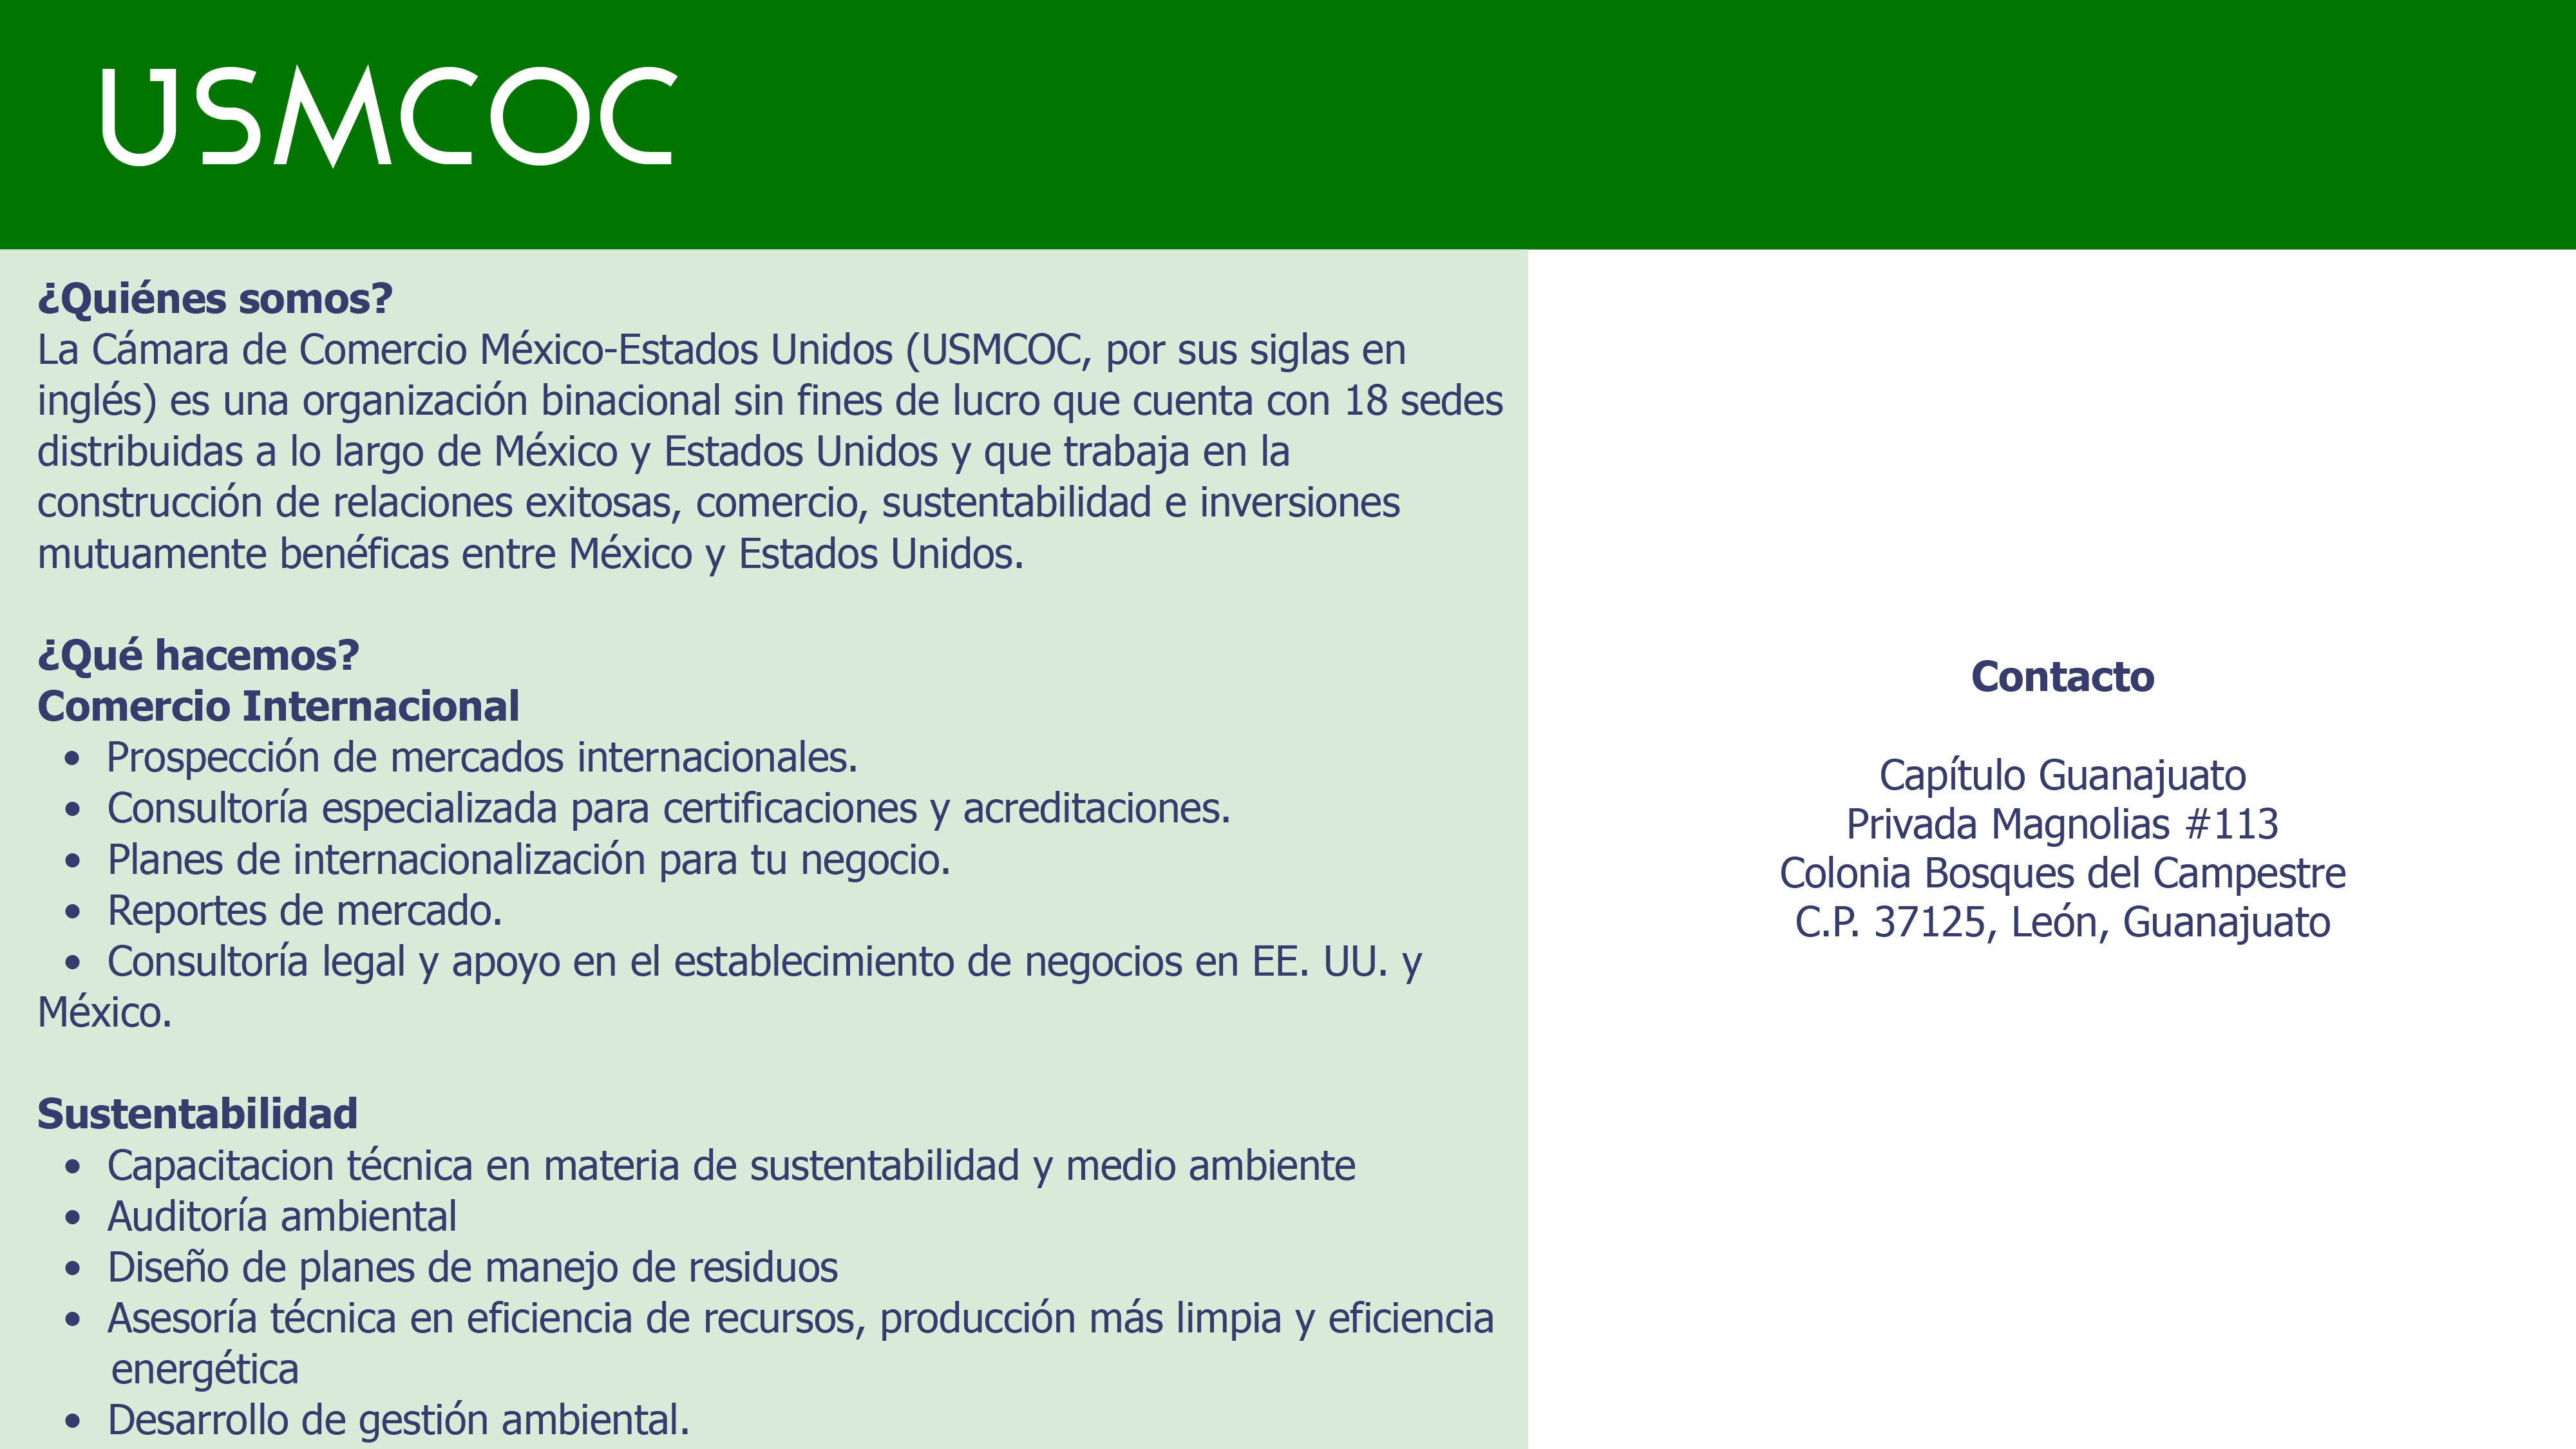 USMCOC
¿Quiénes somos?
La Cámara de Comercio México-Estados Unidos (USMCOC, por sus siglas en
inglés) es una organización binacional sin fines de lucro que cuenta con 18 sedes
distribuidas a lo largo de México y Estados Unidos y que trabaja en la
construcción de relaciones exitosas, comercio, sustentabilidad e inversiones
mutuamente benéficas entre México y Estados Unidos.
¿Qué hacemos?
Comercio Internacional
• Prospección de mercados internacionales.
• Consultoría especializada para certificaciones y acreditaciones.
• Planes de internacionalización para tu negocio.
• Reportes de mercado.
• Consultoría legal y apoyo en el establecimiento de negocios en EE. UU. y
México.
Sustentabilidad
• Capacitacion técnica en materia de sustentabilidad y medio ambiente
• Auditoría ambiental
• Diseño de planes de manejo de residuos
• Asesoría técnica en eficiencia de recursos, producción más limpia y eficiencia
energética
• Desarrollo de gestión ambiental.
Contacto
Capítulo Guanajuato
Privada Magnolias #113
Colonia Bosques del Campestre
C.P. 37125, León, Guanajuato